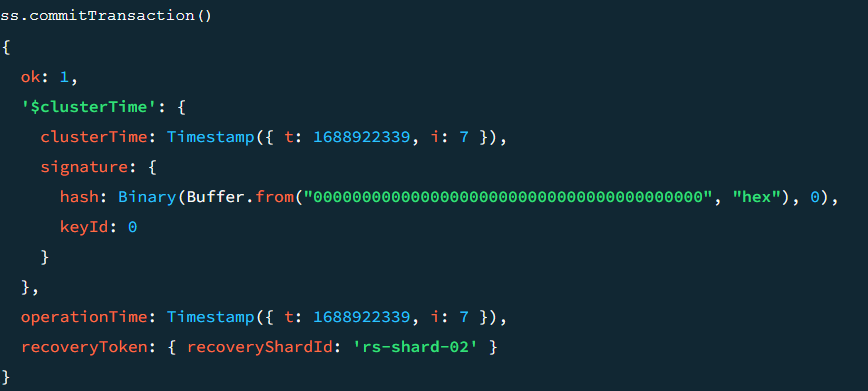 ss.commitTransaction()
{
  ok: 1,
  '$clusterTime': {
    clusterTime: Timestamp({ t: 1688922339, i: 7 }),
    signature: {
      hash: Binary(Buffer.from("0000000000000000000000000000000000000000", "hex"), 0),
      keyId: 0
    }
  },
  operationTime: Timestamp({ t: 1688922339, i: 7 }),
  recoveryToken: { recoveryShardId: 'rs-shard-02' }
}